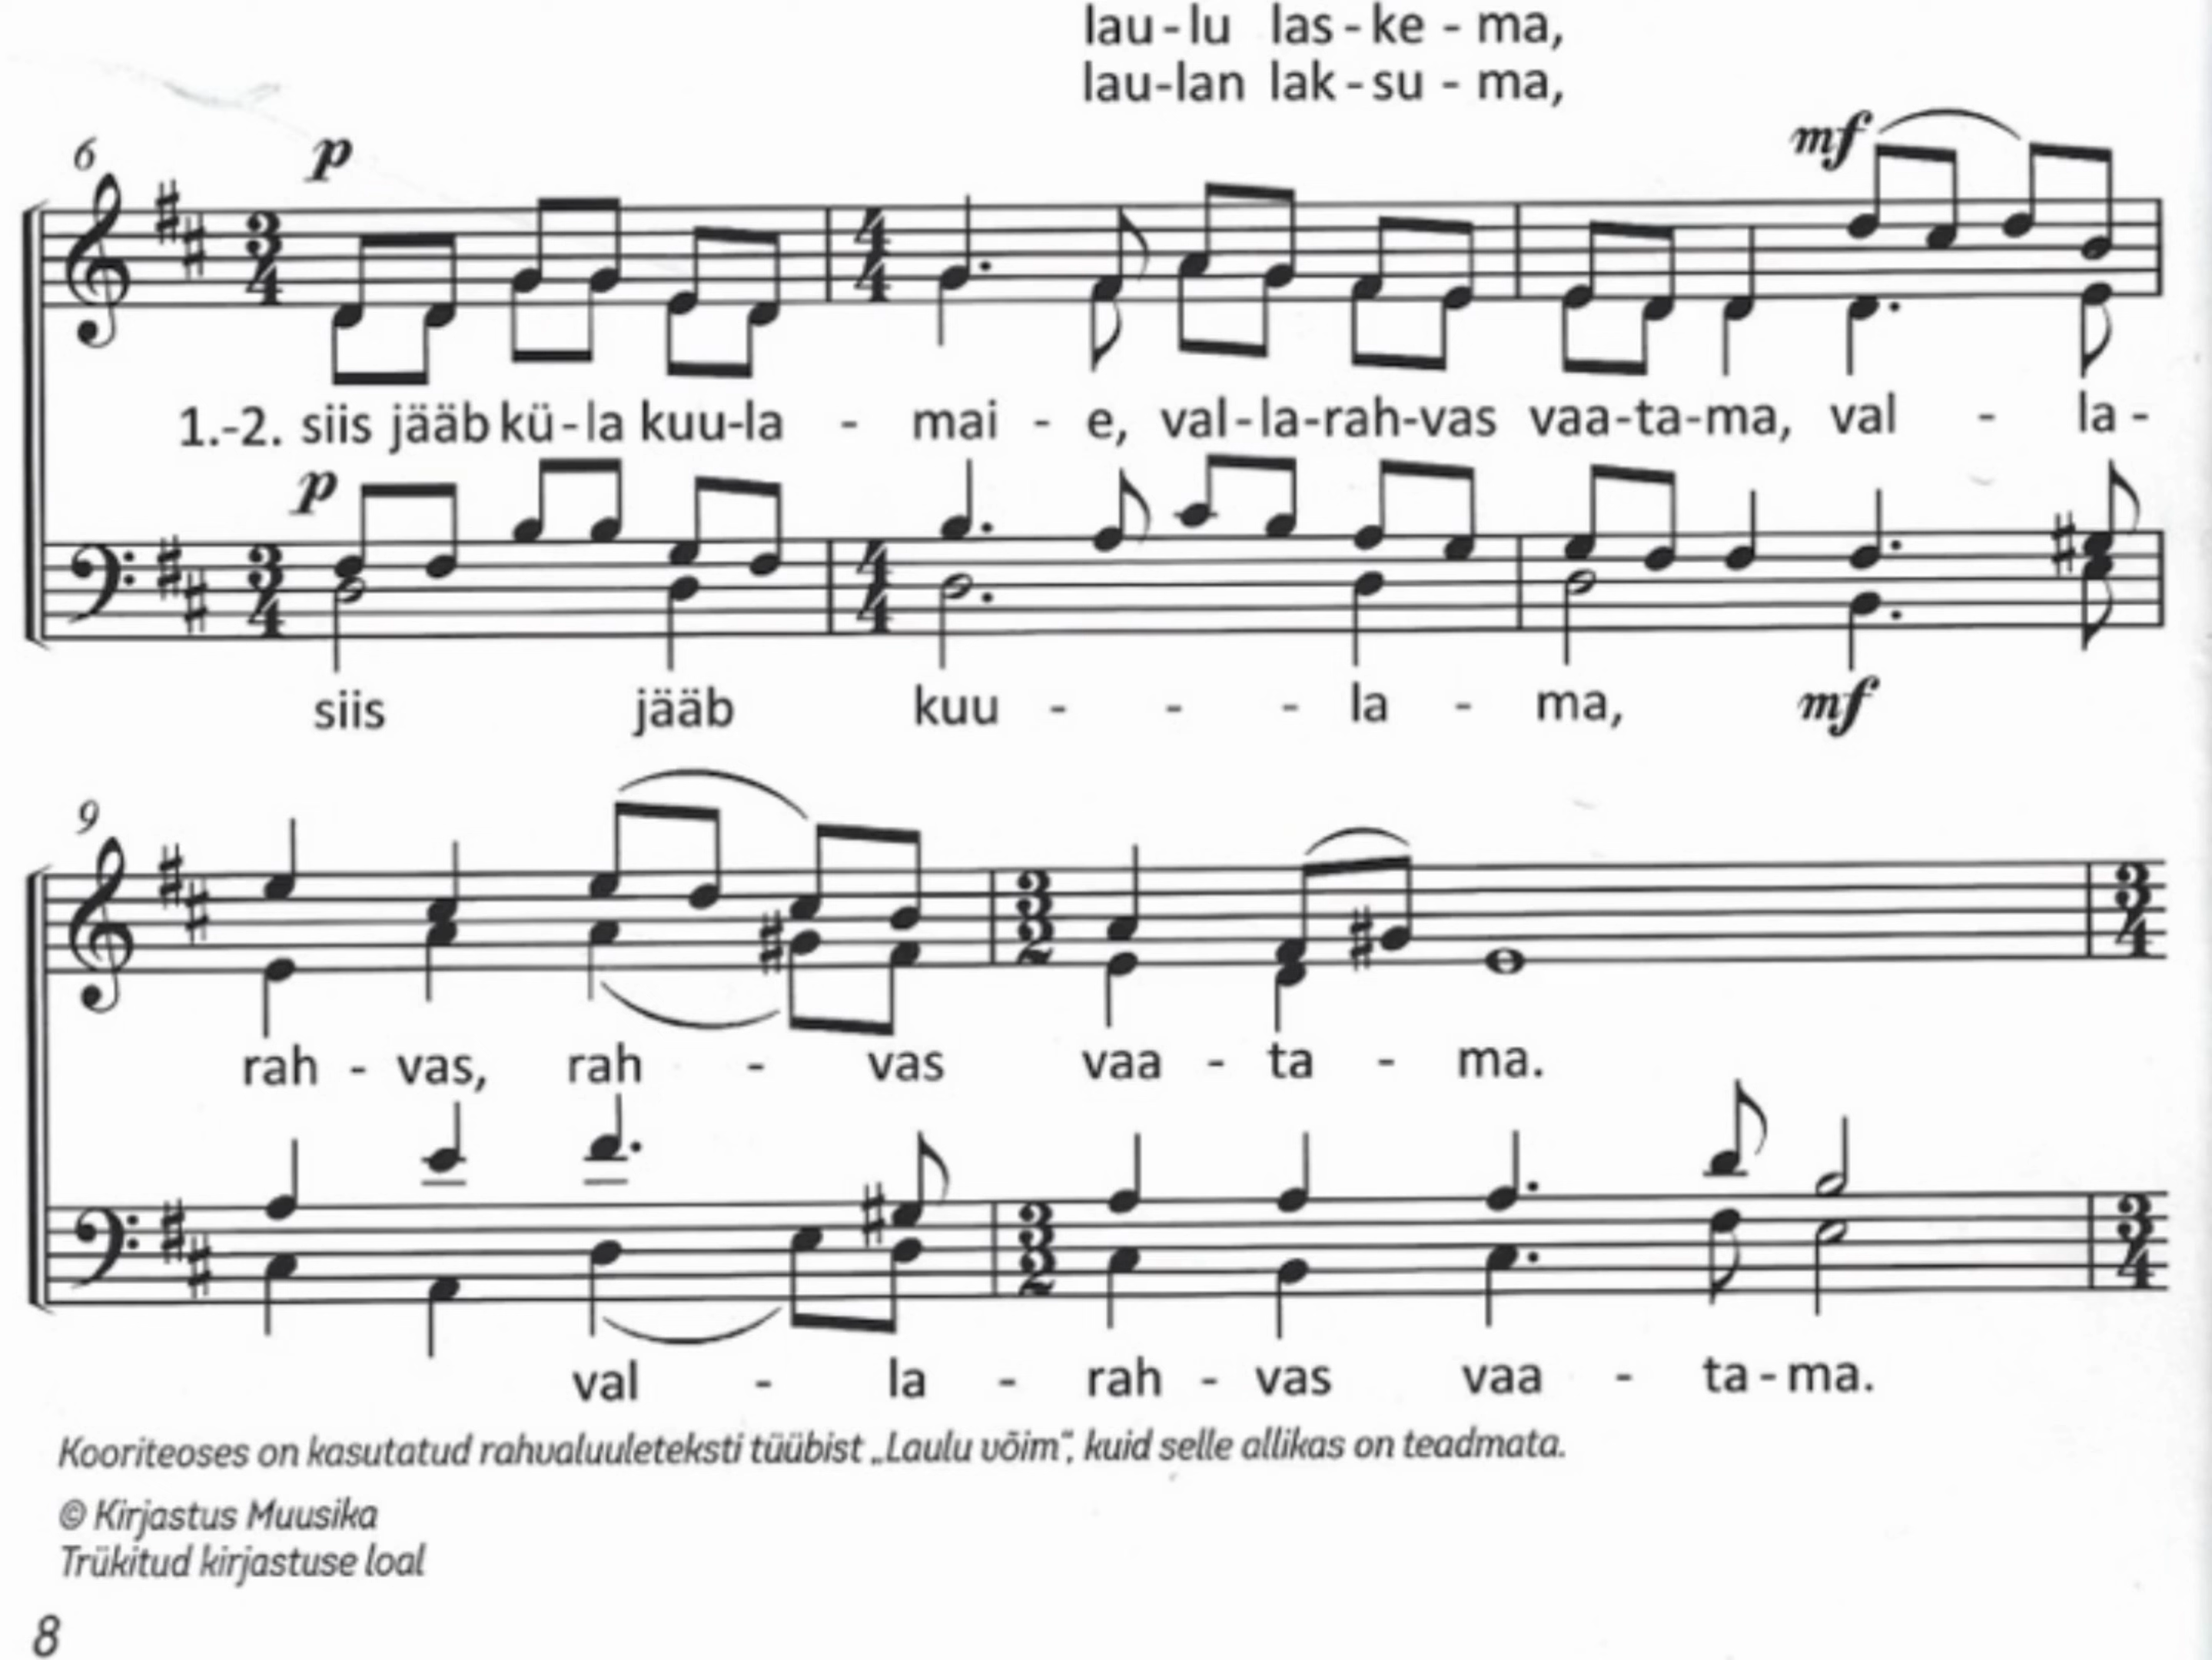 lau-lu las-ke - ma,
lau-lan lak-su - ma,
6
p
mf
1.-2. siis jääb kü-la kuu-la - mai - e, val-la-rah-vas vaa-ta-ma, val - la-
p
siis jääb kuu - - - la - ma, mf
9
rah - vas, rah - vas vaa - ta - ma.
val - la - rah - vas vaa - ta-ma.
Kooriteoses on kasutatud rahvaluuleteksti tüübist „Laulu võim“, kuid selle allikas on teadmata.
© Kirjastus Muusika
Trükitud kirjastuse loal
8